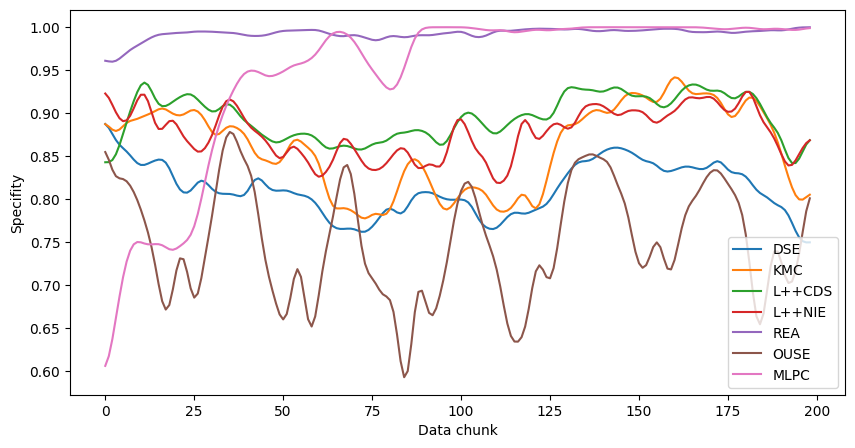 1.00
0.95
0.90
0.85
0.80
0.75
0.70
0.65
0.60
Specifity
0
25
50
75
100
125
150
175
200
Data chunk
DSE
KMC
L++CDS
L++NIE
REA
OUSE
MLPC